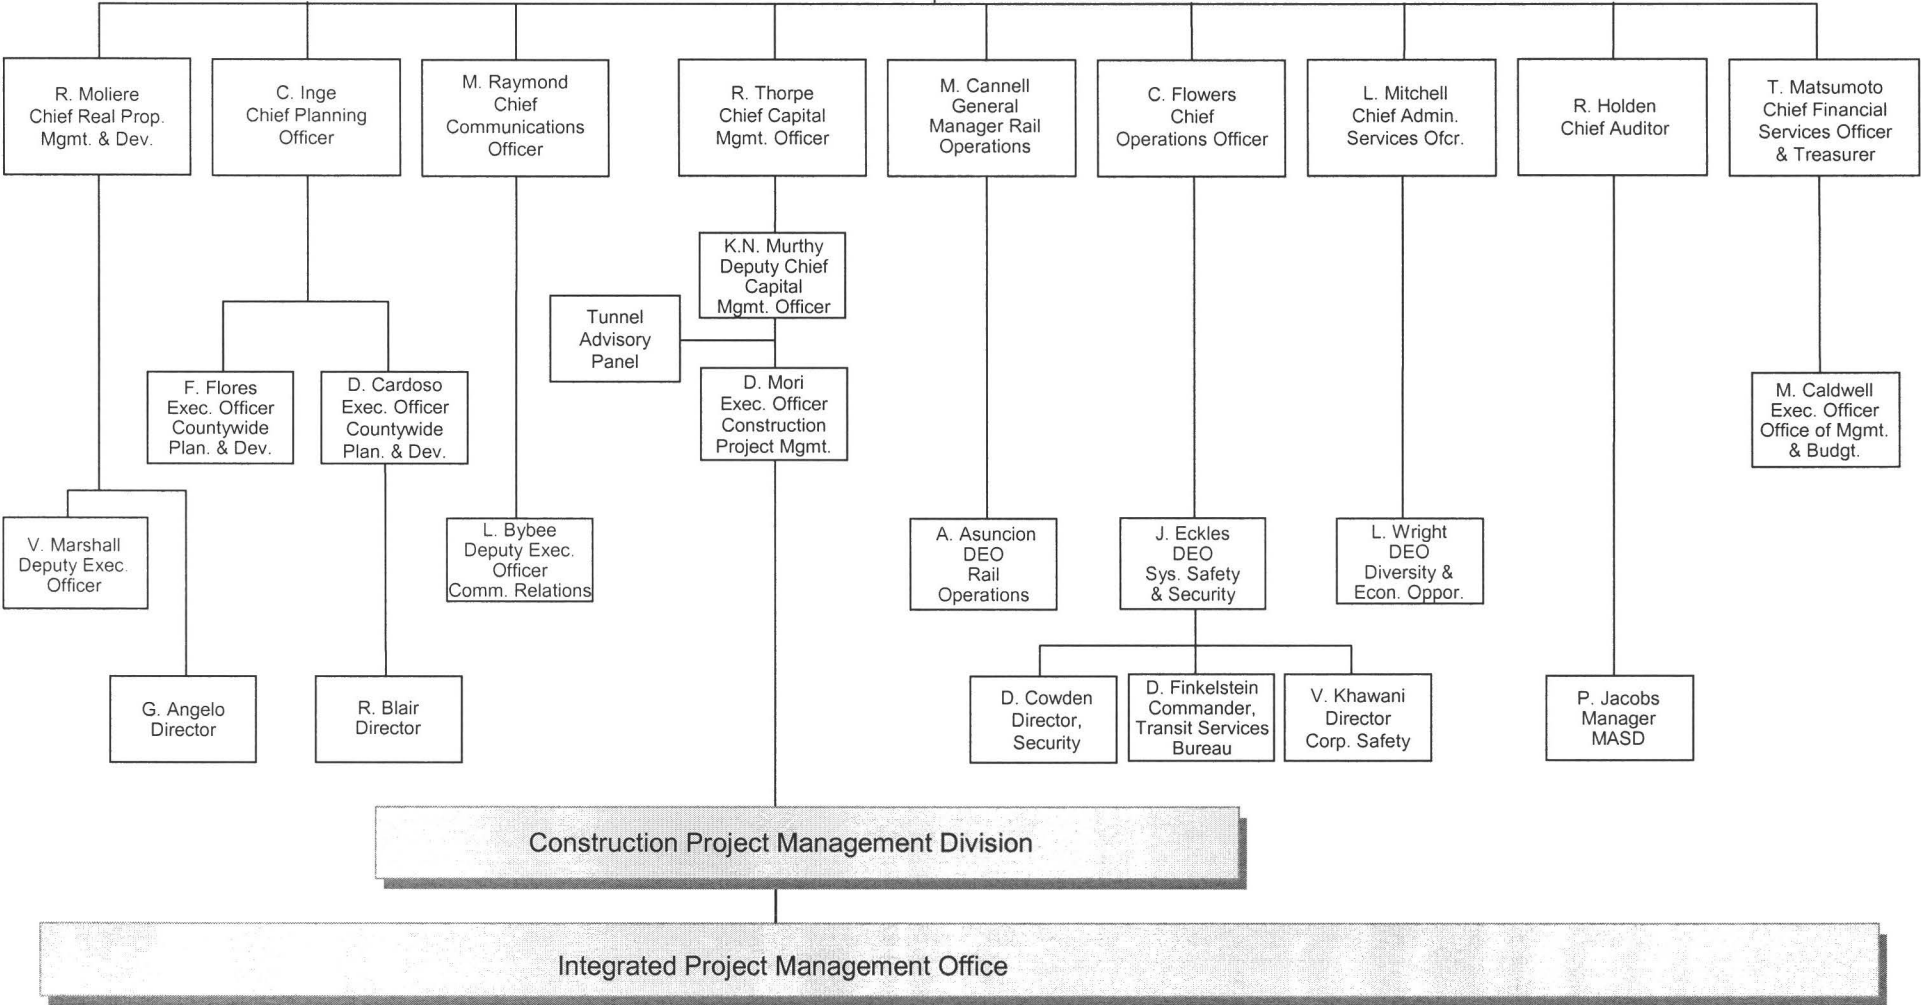 R. Moliere
Chief Real Prop.
Mgmt. & Dev.
C. Inge
Chief Planning
Officer
M. Raymond
Chief
Communications
Officer
R. Thorpe
Chief Capital
Mgmt. Officer
M. Cannell
General
Manager Rail
Operations
C. Flowers
Chief
Operations Officer
L. Mitchell
Chief Admin.
Services Ofcr.
R. Holden
Chief Auditor
T. Matsumoto
Chief Financial
Services Officer
& Treasurer
K.N. Murthy
Deputy Chief
Capital
Mgmt. Officer
Tunnel
Advisory
Panel
F. Flores
Exec. Officer
Countywide
Plan. & Dev.
D. Cardoso
Exec. Officer
Countywide
Plan. & Dev.
D. Mori
Exec. Officer
Construction
Project Mgmt.
M. Caldwell
Exec. Officer
Office of Mgmt.
& Budgt.
V. Marshall
Deputy Exec.
Officer
L. Bybee
Deputy Exec.
Officer
Comm. Relations
A. Asuncion
DEO
Rail
Operations
J. Eckles
DEO
Sys. Safety
& Security
L. Wright
DEO
Diversity &
Econ. Oppor.
G. Angelo
Director
R. Blair
Director
D. Cowden
Director,
Security
D. Finkelstein
Commander,
Transit Services
Bureau
V. Khawani
Director
Corp. Safety
P. Jacobs
Manager
MASD
Construction Project Management Division
Integrated Project Management Office